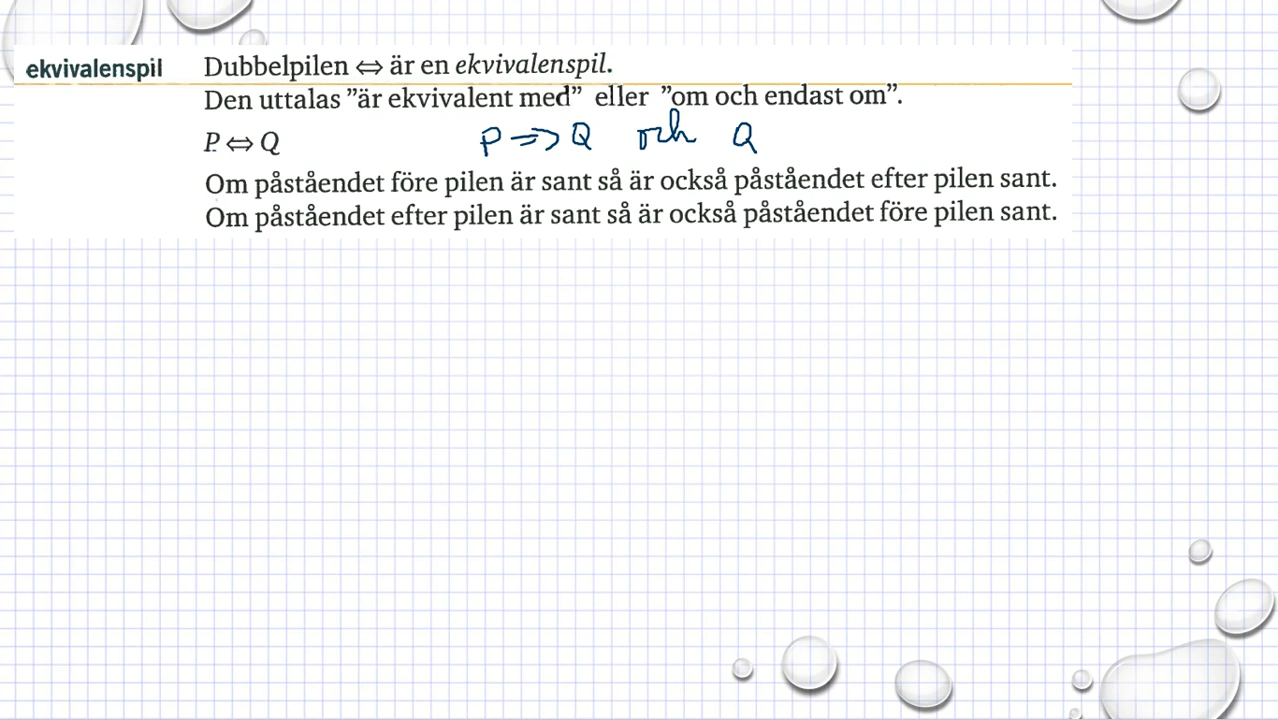 ekvivalenspil Dubbelpilen ⇔ är en ekvivalenspil.
Den uttalas ”är ekvivalent med” eller ”om och endast om”.
P ⇔ Q P ⇒ Q och Q
Om påståendet före pilen är sant så är också påståendet efter pilen sant.
Om påståendet efter pilen är sant så är också påståendet före pilen sant.